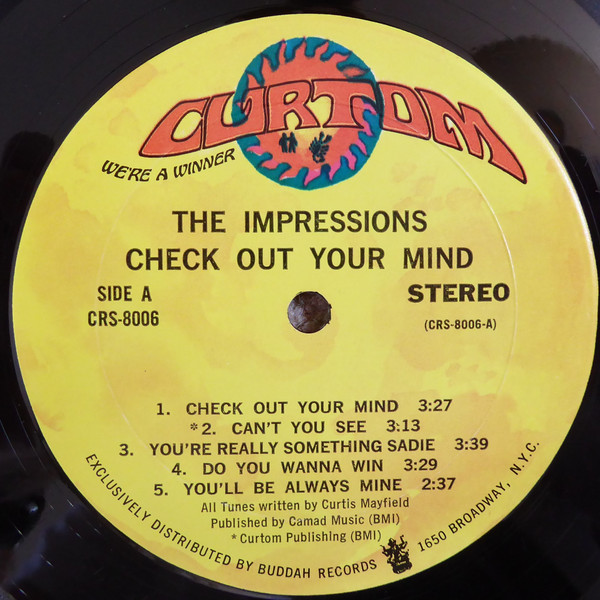 CURTOM
WE'RE A WINNER
THE IMPRESSIONS
CHECK OUT YOUR MIND
SIDE A
CRS-8006
STEREO
(CRS-8006-A)
1. CHECK OUT YOUR MIND 3:27
*2. CAN'T YOU SEE 3:13
3. YOU'RE REALLY SOMETHING SADIE 3:39
4. DO YOU WANNA WIN 3:29
5. YOU'LL BE ALWAYS MINE 2:37
All Tunes written by Curtis Mayfield
Published by Camad Music (BMI)
* Curtom Publishing (BMI)
EXCLUSIVELY DISTRIBUTED BY BUDDAH RECORDS 1650 BROADWAY, N.Y.C.